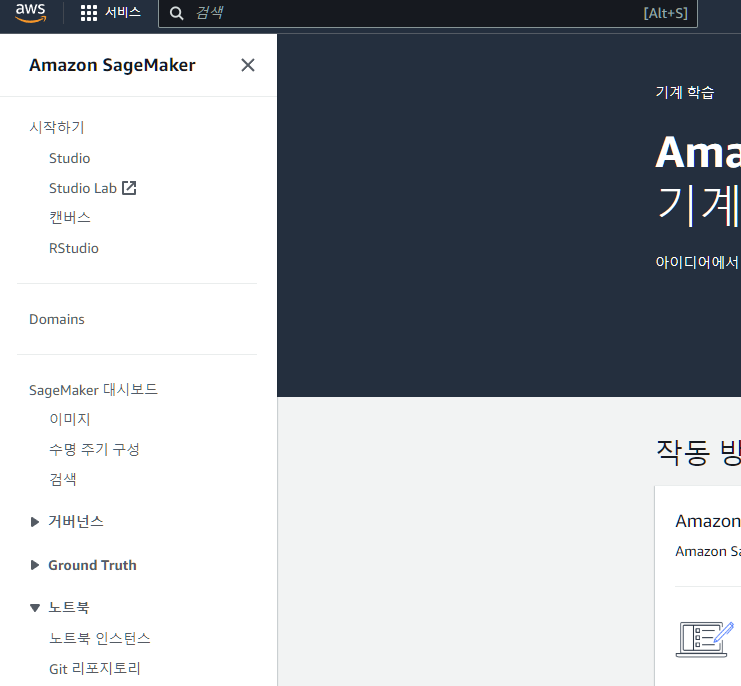 aws
서비스
검색
[Alt+S]
Amazon SageMaker
시작하기
Studio
Studio Lab
캔버스
RStudio
Domains
SageMaker 대시보드
이미지
수명 주기 구성
검색
거버넌스
Ground Truth
노트북
노트북 인스턴스
Git 리포지토리
기계 학습
Ama
기계
아이디어에서
작동 방
Amazon
Amazon Sa